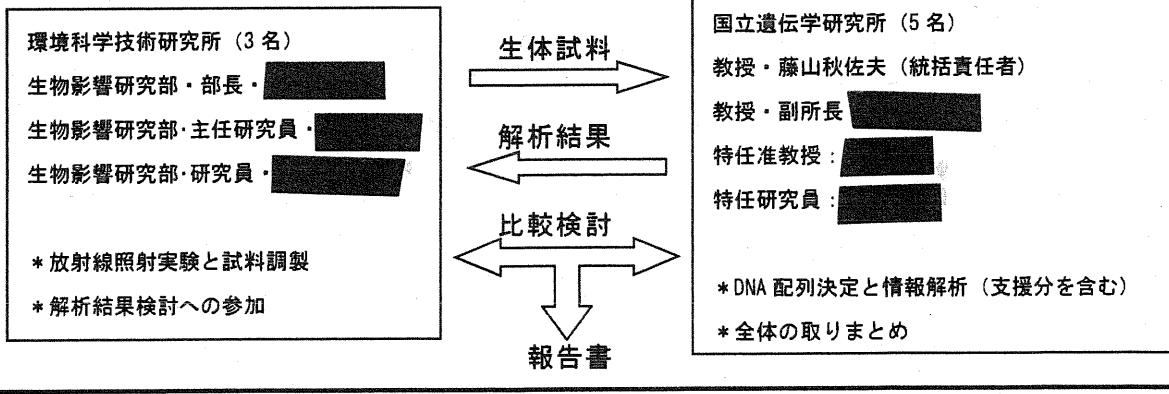 環境科学技術研究所（3名）
生物影響研究部・部長・
生物影響研究部・主任研究員・
生物影響研究部・研究員・
＊放射線照射実験と試料調製
＊解析結果検討への参加
生体試料
解析結果
比較検討
報告書
国立遺伝学研究所（5名）
教授・藤山秋佐夫（統括責任者）
教授・副所長
特任准教授：
特任研究員：
＊DNA配列決定と情報解析（支援分を含む）
＊全体の取りまとめ